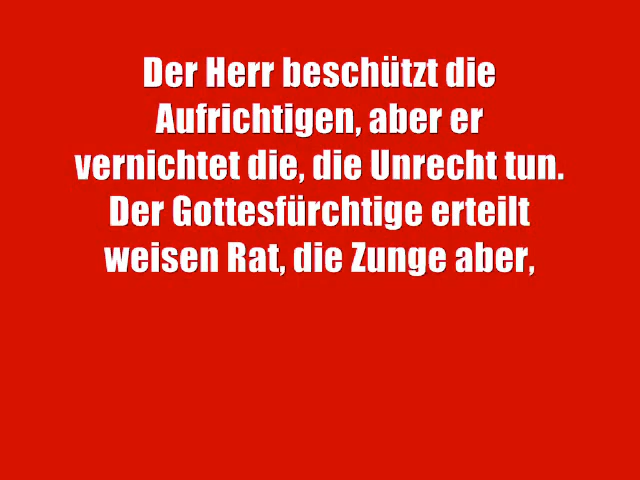 Der Herr beschützt die
Aufrichtigen, aber er
vernichtet die, die Unrecht tun.
Der Gottesfürchtige erteilt
weisen Rat, die Zunge aber,